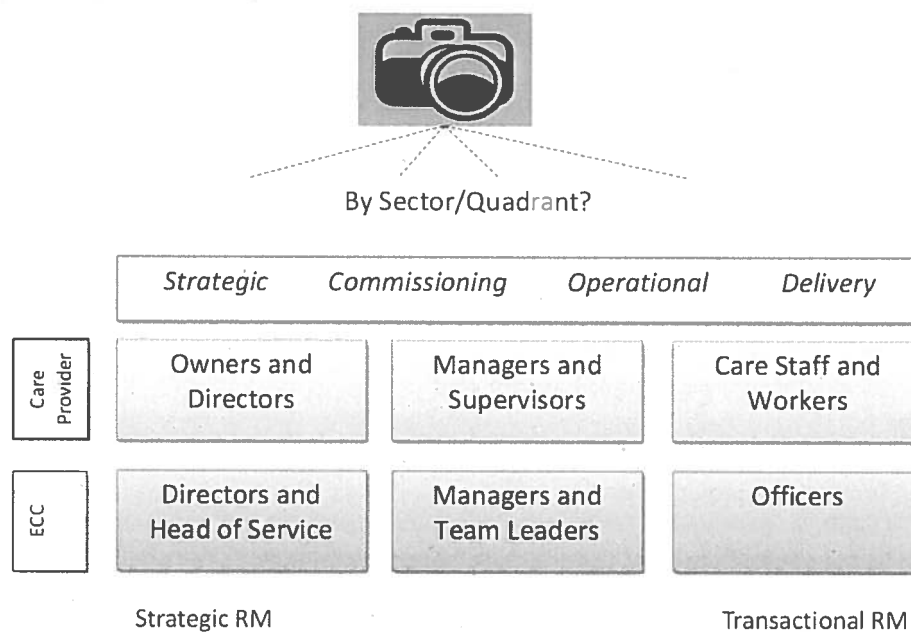 By Sector/Quadrant?
Strategic Commissioning Operational Delivery
Care
Provider
Owners and
Directors
Managers and
Supervisors
Care Staff and
Workers
ECC
Directors and
Head of Service
Managers and
Team Leaders
Officers
Strategic RM
Transactional RM